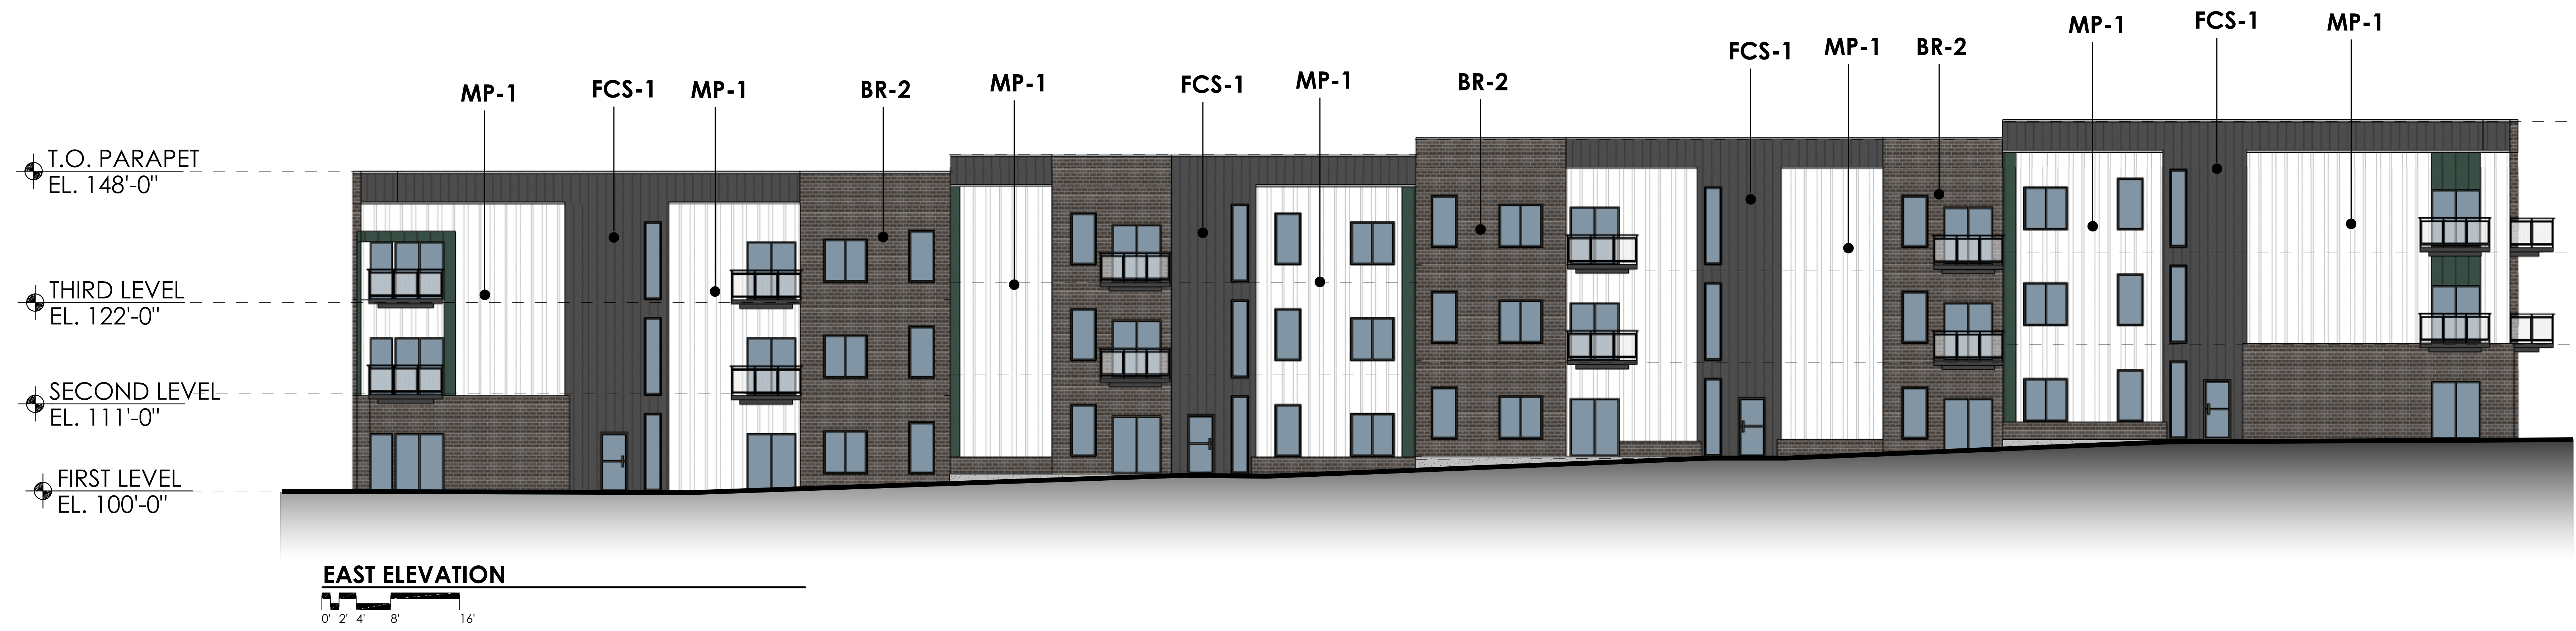 MP-1
FCS-1
MP-1
BR-2
MP-1
FCS-1
MP-1
BR-2
FCS-1
MP-1
BR-2
MP-1
FCS-1
MP-1
T.O. PARAPET
EL. 148'-0"
THIRD LEVEL
EL. 122'-0"
SECOND LEVEL
EL. 111'-0"
FIRST LEVEL
EL. 100'-0"
EAST ELEVATION
0' 2' 4' 8' 16'